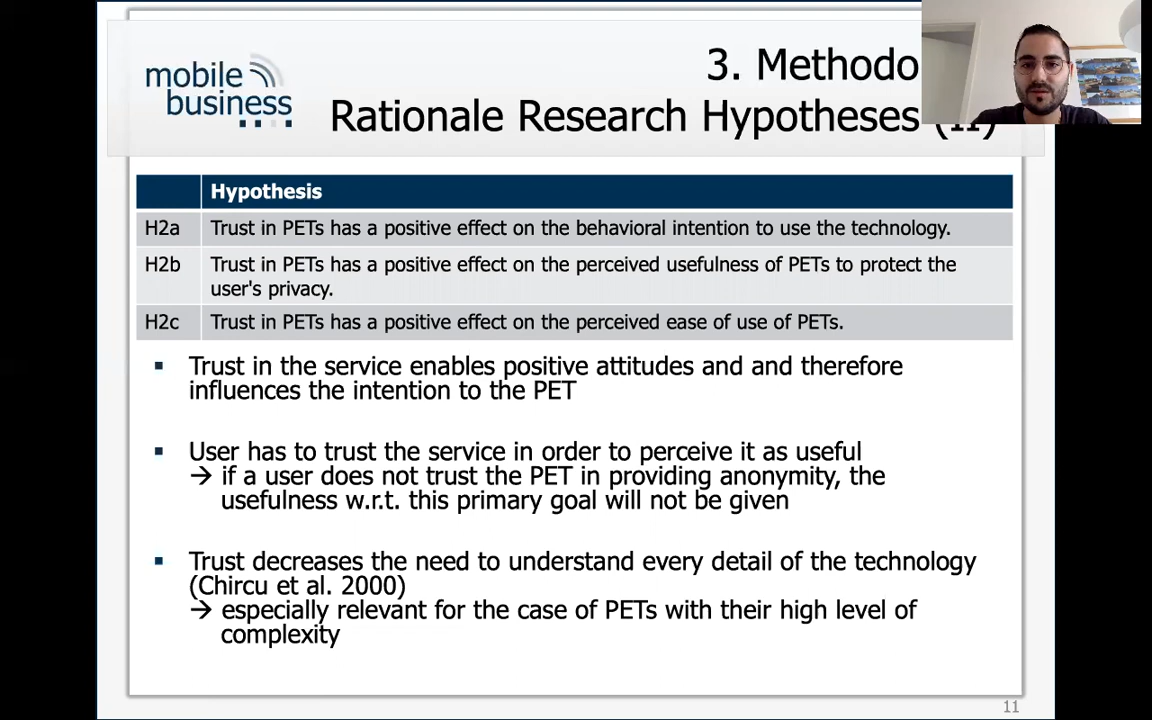 mobile
business
3. Methodo
Rationale Research Hypotheses
Hypothesis
H2a Trust in PETs has a positive effect on the behavioral intention to use the technology.
H2b Trust in PETs has a positive effect on the perceived usefulness of PETs to protect the
user's privacy.
H2c Trust in PETs has a positive effect on the perceived ease of use of PETs.
▪ Trust in the service enables positive attitudes and and therefore
influences the intention to the PET
▪ User has to trust the service in order to perceive it as useful
→ if a user does not trust the PET in providing anonymity, the
usefulness w.r.t. this primary goal will not be given
▪ Trust decreases the need to understand every detail of the technology
(Chircu et al. 2000)
→ especially relevant for the case of PETs with their high level of
complexity
11